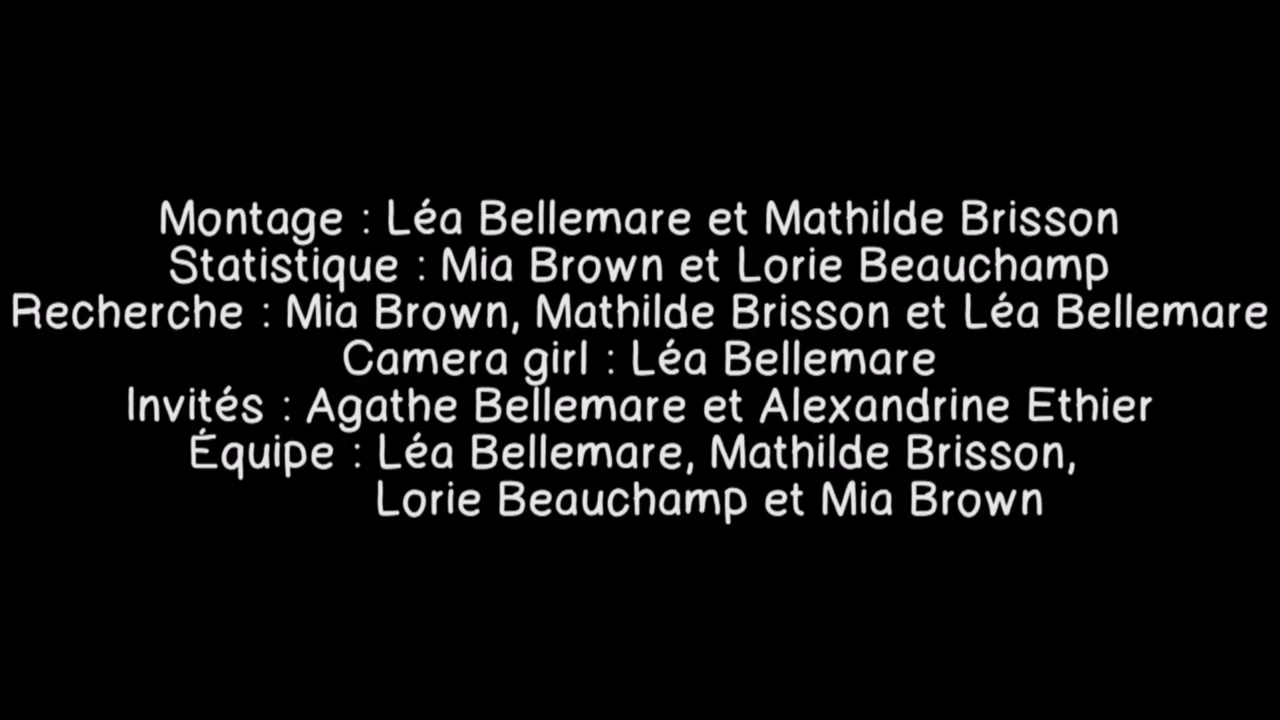 Montage : Léa Bellemare et Mathilde Brisson
Statistique : Mia Brown et Lorie Beauchamp
Recherche : Mia Brown, Mathilde Brisson et Léa Bellemare
Camera girl : Léa Bellemare
Invités : Agathe Bellemare et Alexandrine Ethier
Équipe : Léa Bellemare, Mathilde Brisson,
Lorie Beauchamp et Mia Brown